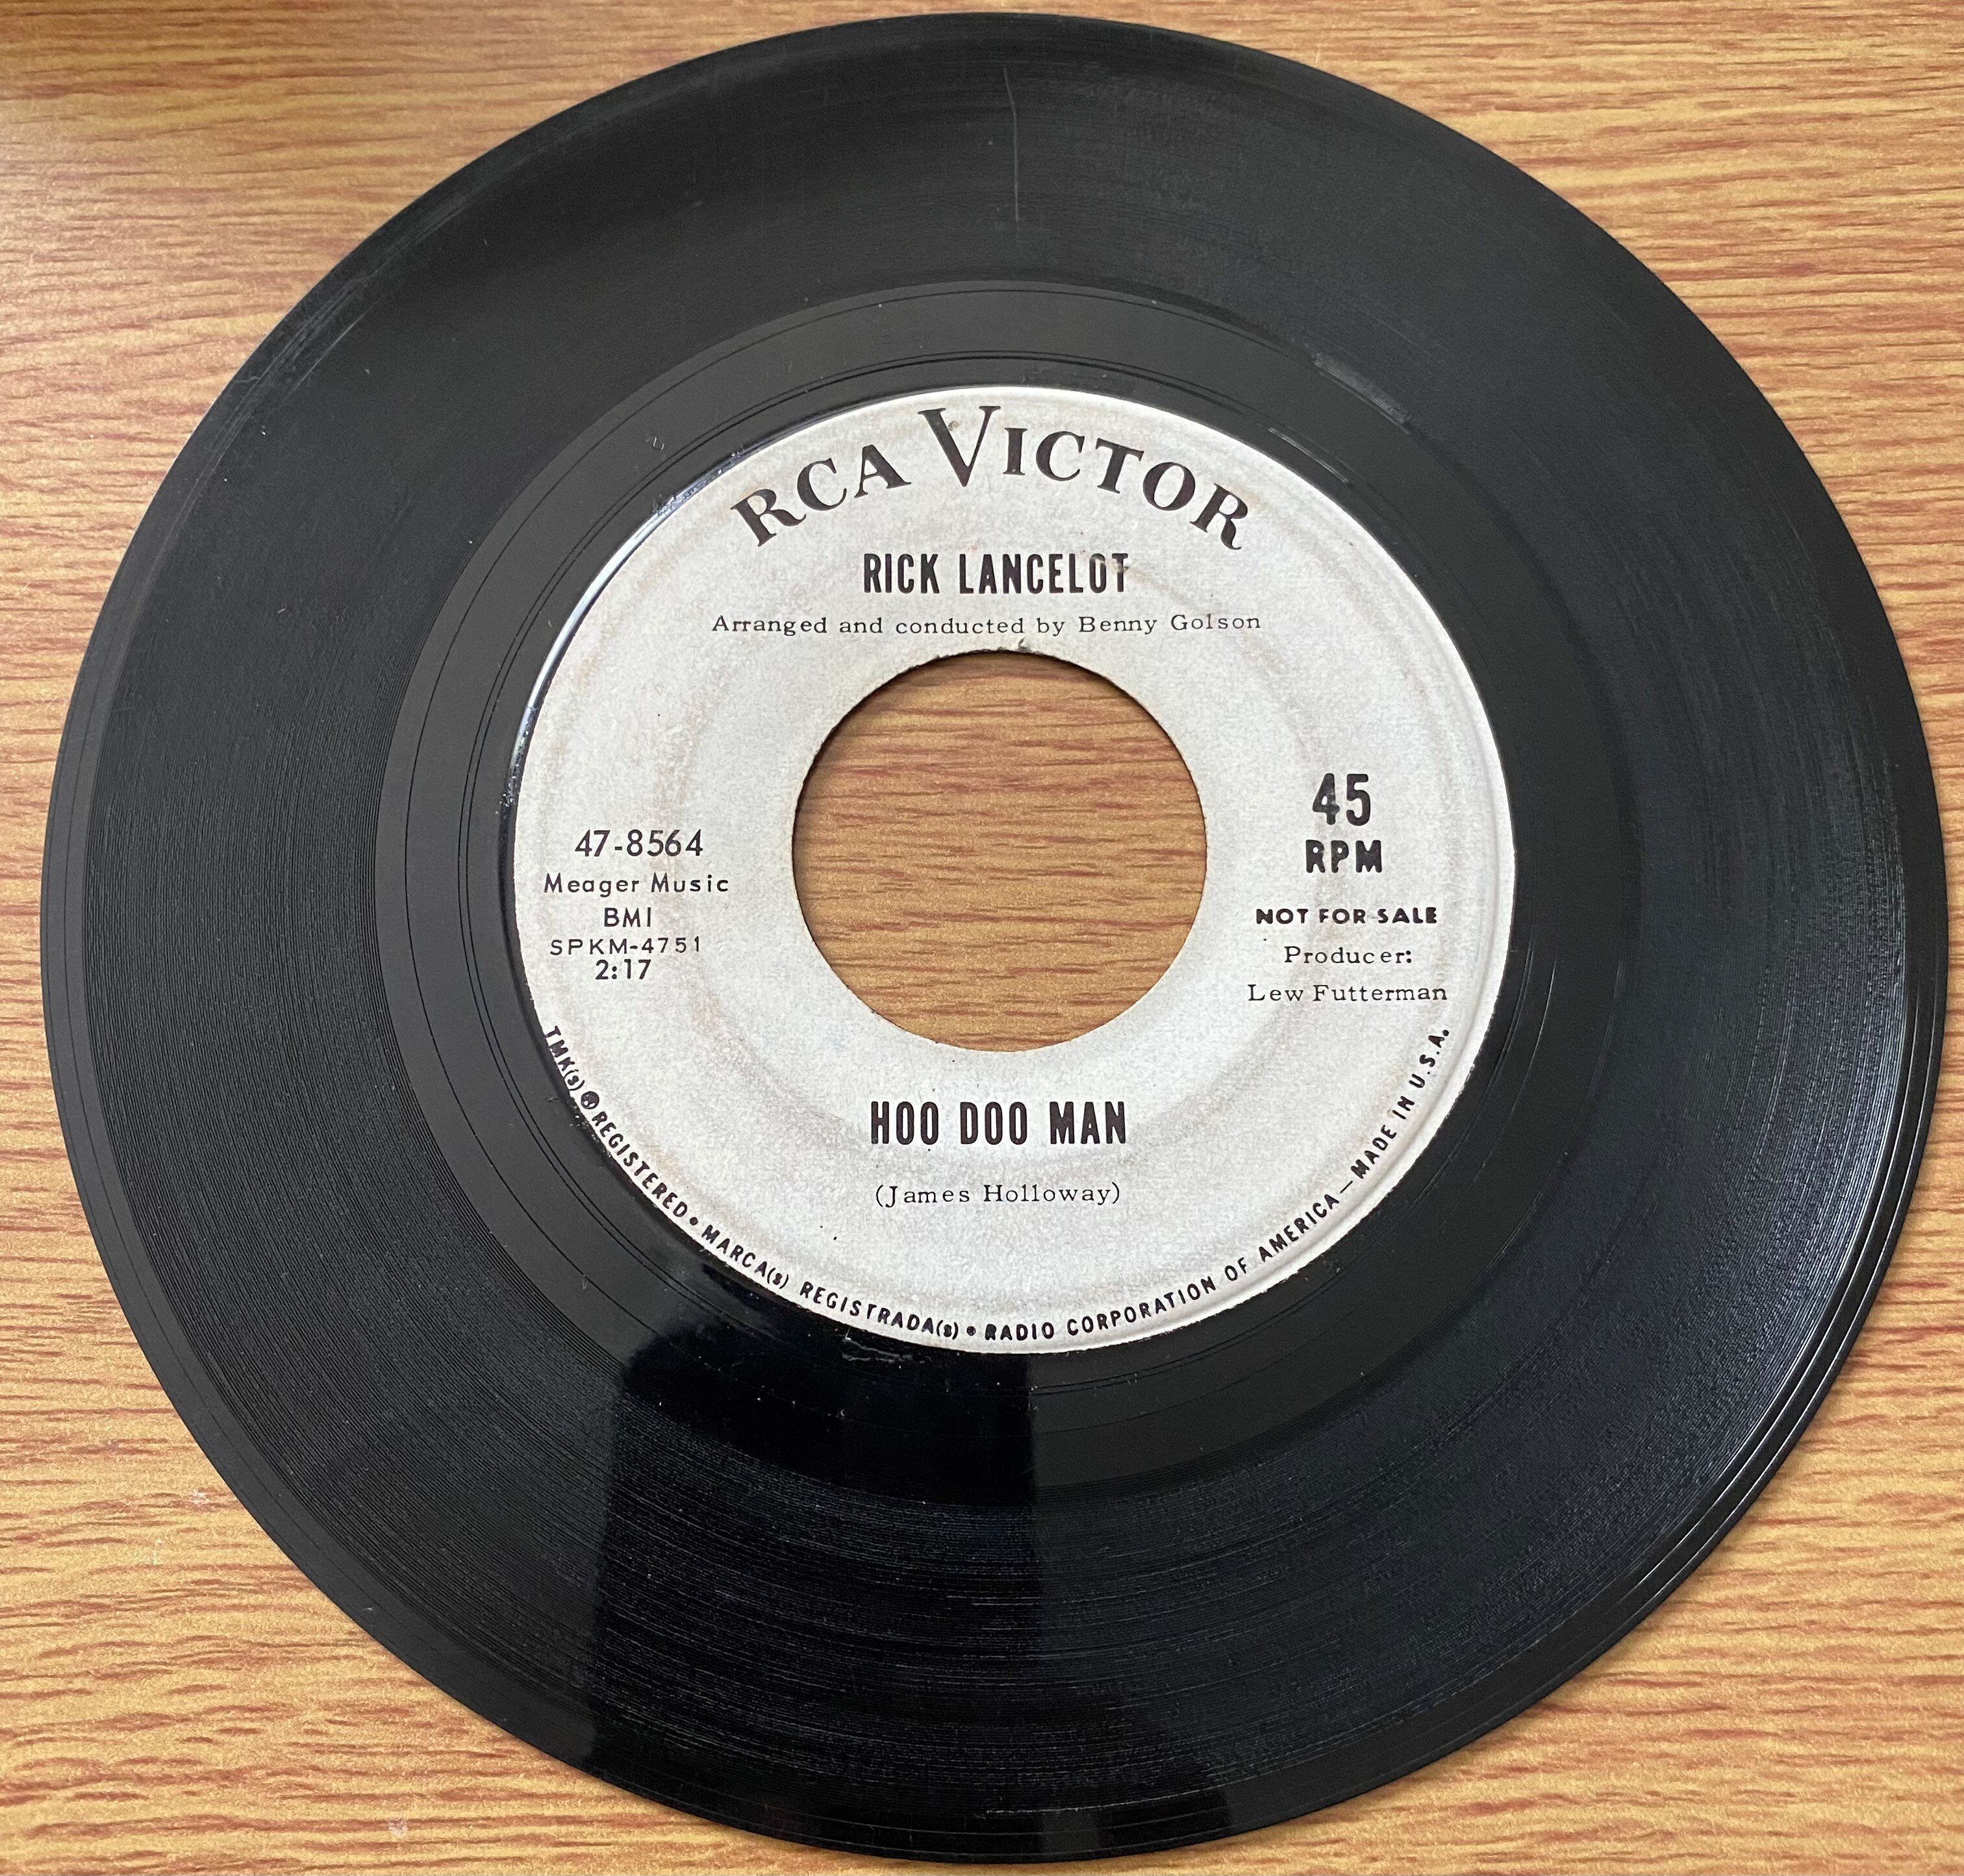 RCA VICTOR
RICK LANCELOT
Arranged and conducted by Benny Golson
47-8564
Meager Music
BMI
SPKM-4751
2:17
45
RPM
NOT FOR SALE
Producer:
Lew Futterman
HOO DOO MAN
(James Holloway)
TMK(s) ® REGISTERED • MARCA(s) REGISTRADA(s) • RADIO CORPORATION OF AMERICA — MADE IN U.S.A.